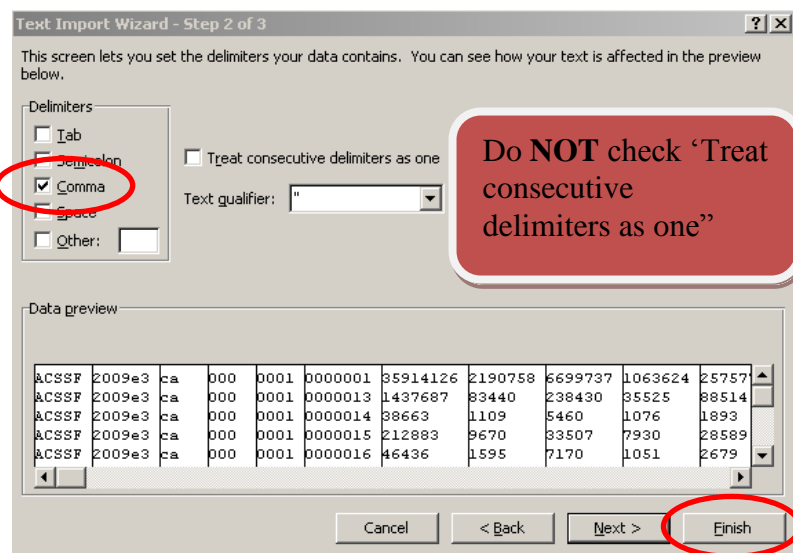 Text Import Wizard - Step 2 of 3
This screen lets you set the delimiters your data contains. You can see how your text is affected in the preview
below.
Delimiters
Tab
Semicolon
Comma
Space
Other:
Treat consecutive delimiters as one
Text qualifier: "
Do NOT check ‘Treat
consecutive
delimiters as one”
Data preview
ACSSF 2009e3 ca 000 0001 0000001 35914126 2190758 6699737 1063624 25757
ACSSF 2009e3 ca 000 0001 0000013 1437687 83440 238430 35525 88514
ACSSF 2009e3 ca 000 0001 0000014 38663 1109 5460 1076 1893
ACSSF 2009e3 ca 000 0001 0000015 212883 9670 33507 7930 28589
ACSSF 2009e3 ca 000 0001 0000016 46436 1595 7170 1051 2679
Cancel < Back Next > Finish